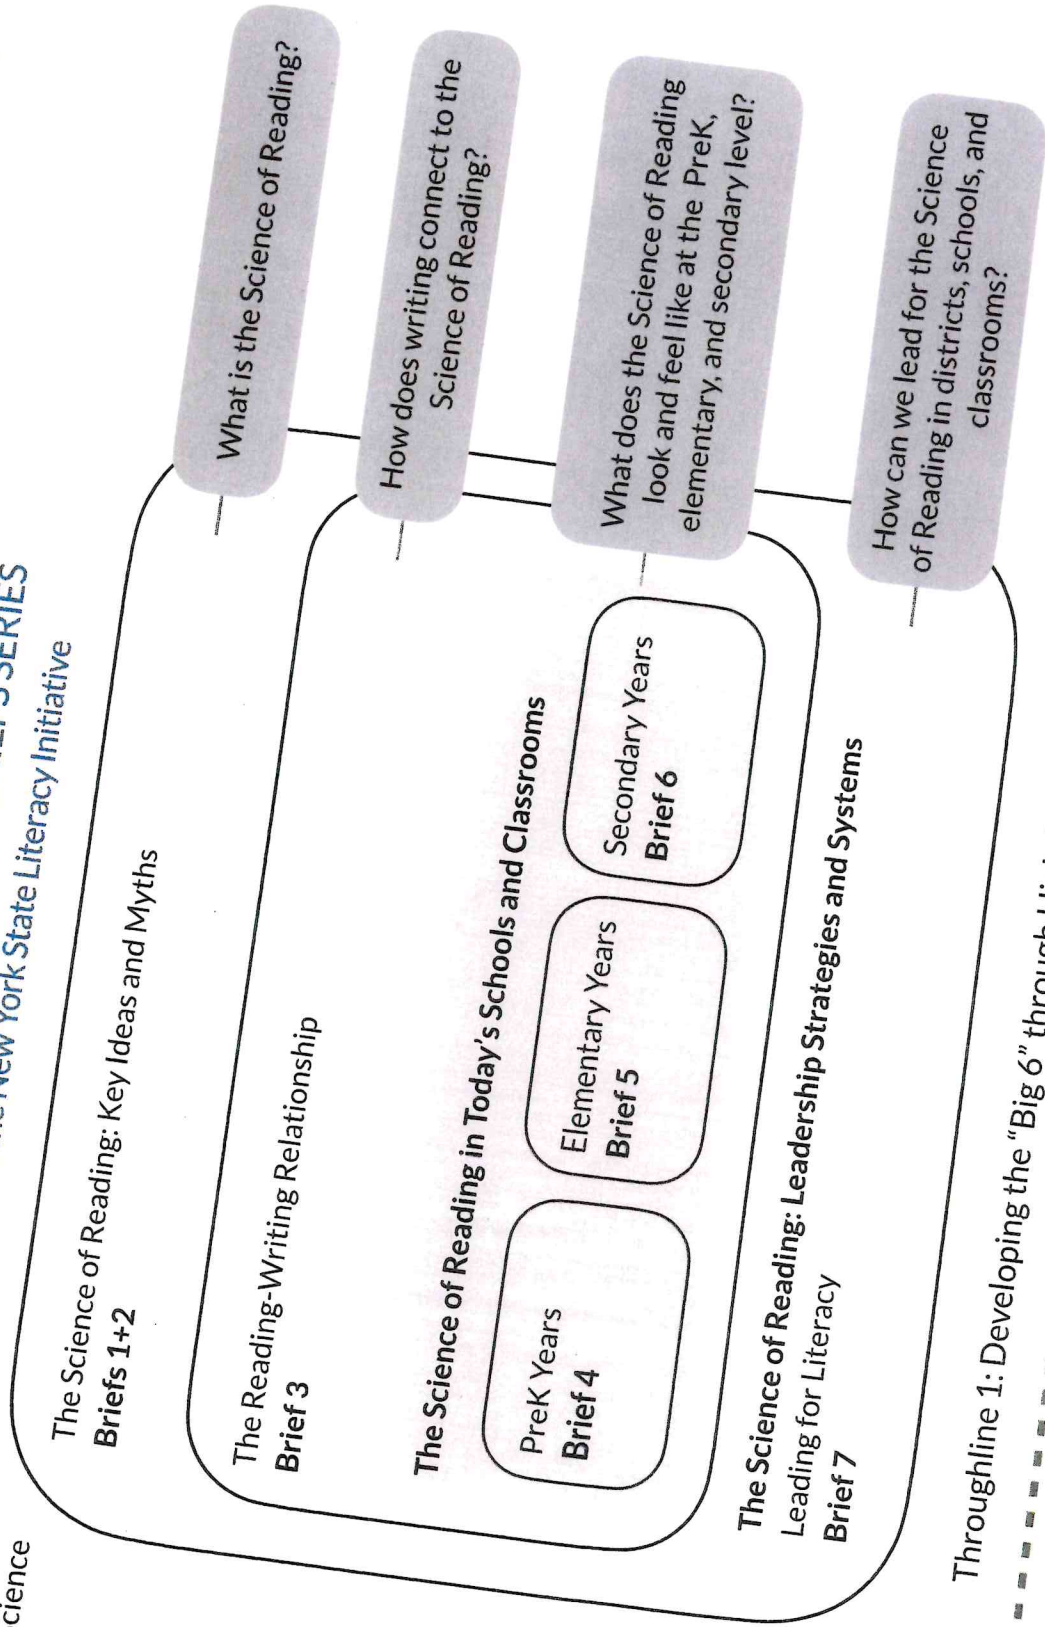 cience
SERIES
New York State Literacy Initiative
The Science of Reading: Key Ideas and Myths
Briefs 1+2
What is the Science of Reading?
The Reading-Writing Relationship
Brief 3
How does writing connect to the
Science of Reading?
The Science of Reading in Today's Schools and Classrooms
PreK Years
Brief 4
Elementary Years
Brief 5
Secondary Years
Brief 6
What does the Science of Reading
look and feel like at the PreK,
elementary, and secondary level?
The Science of Reading: Leadership Strategies and Systems
Leading for Literacy
Brief 7
How can we lead for the Science
of Reading in districts, schools, and
classrooms?
Throughline 1: Developing the "Big 6" through